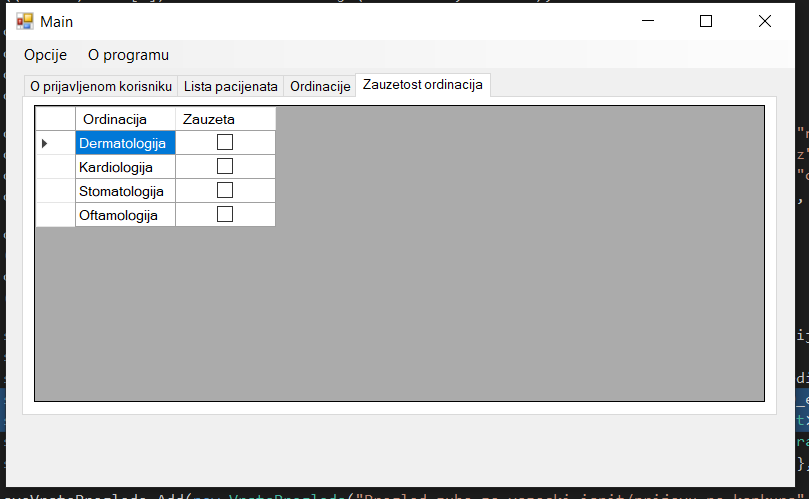 Main
Opcije O programu
O prijavljenom korisniku Lista pacijenata Ordinacije Zauzetost ordinacija
Ordinacija Zauzeta
Dermatologija
Kardiologija
Stomatologija
Oftamologija